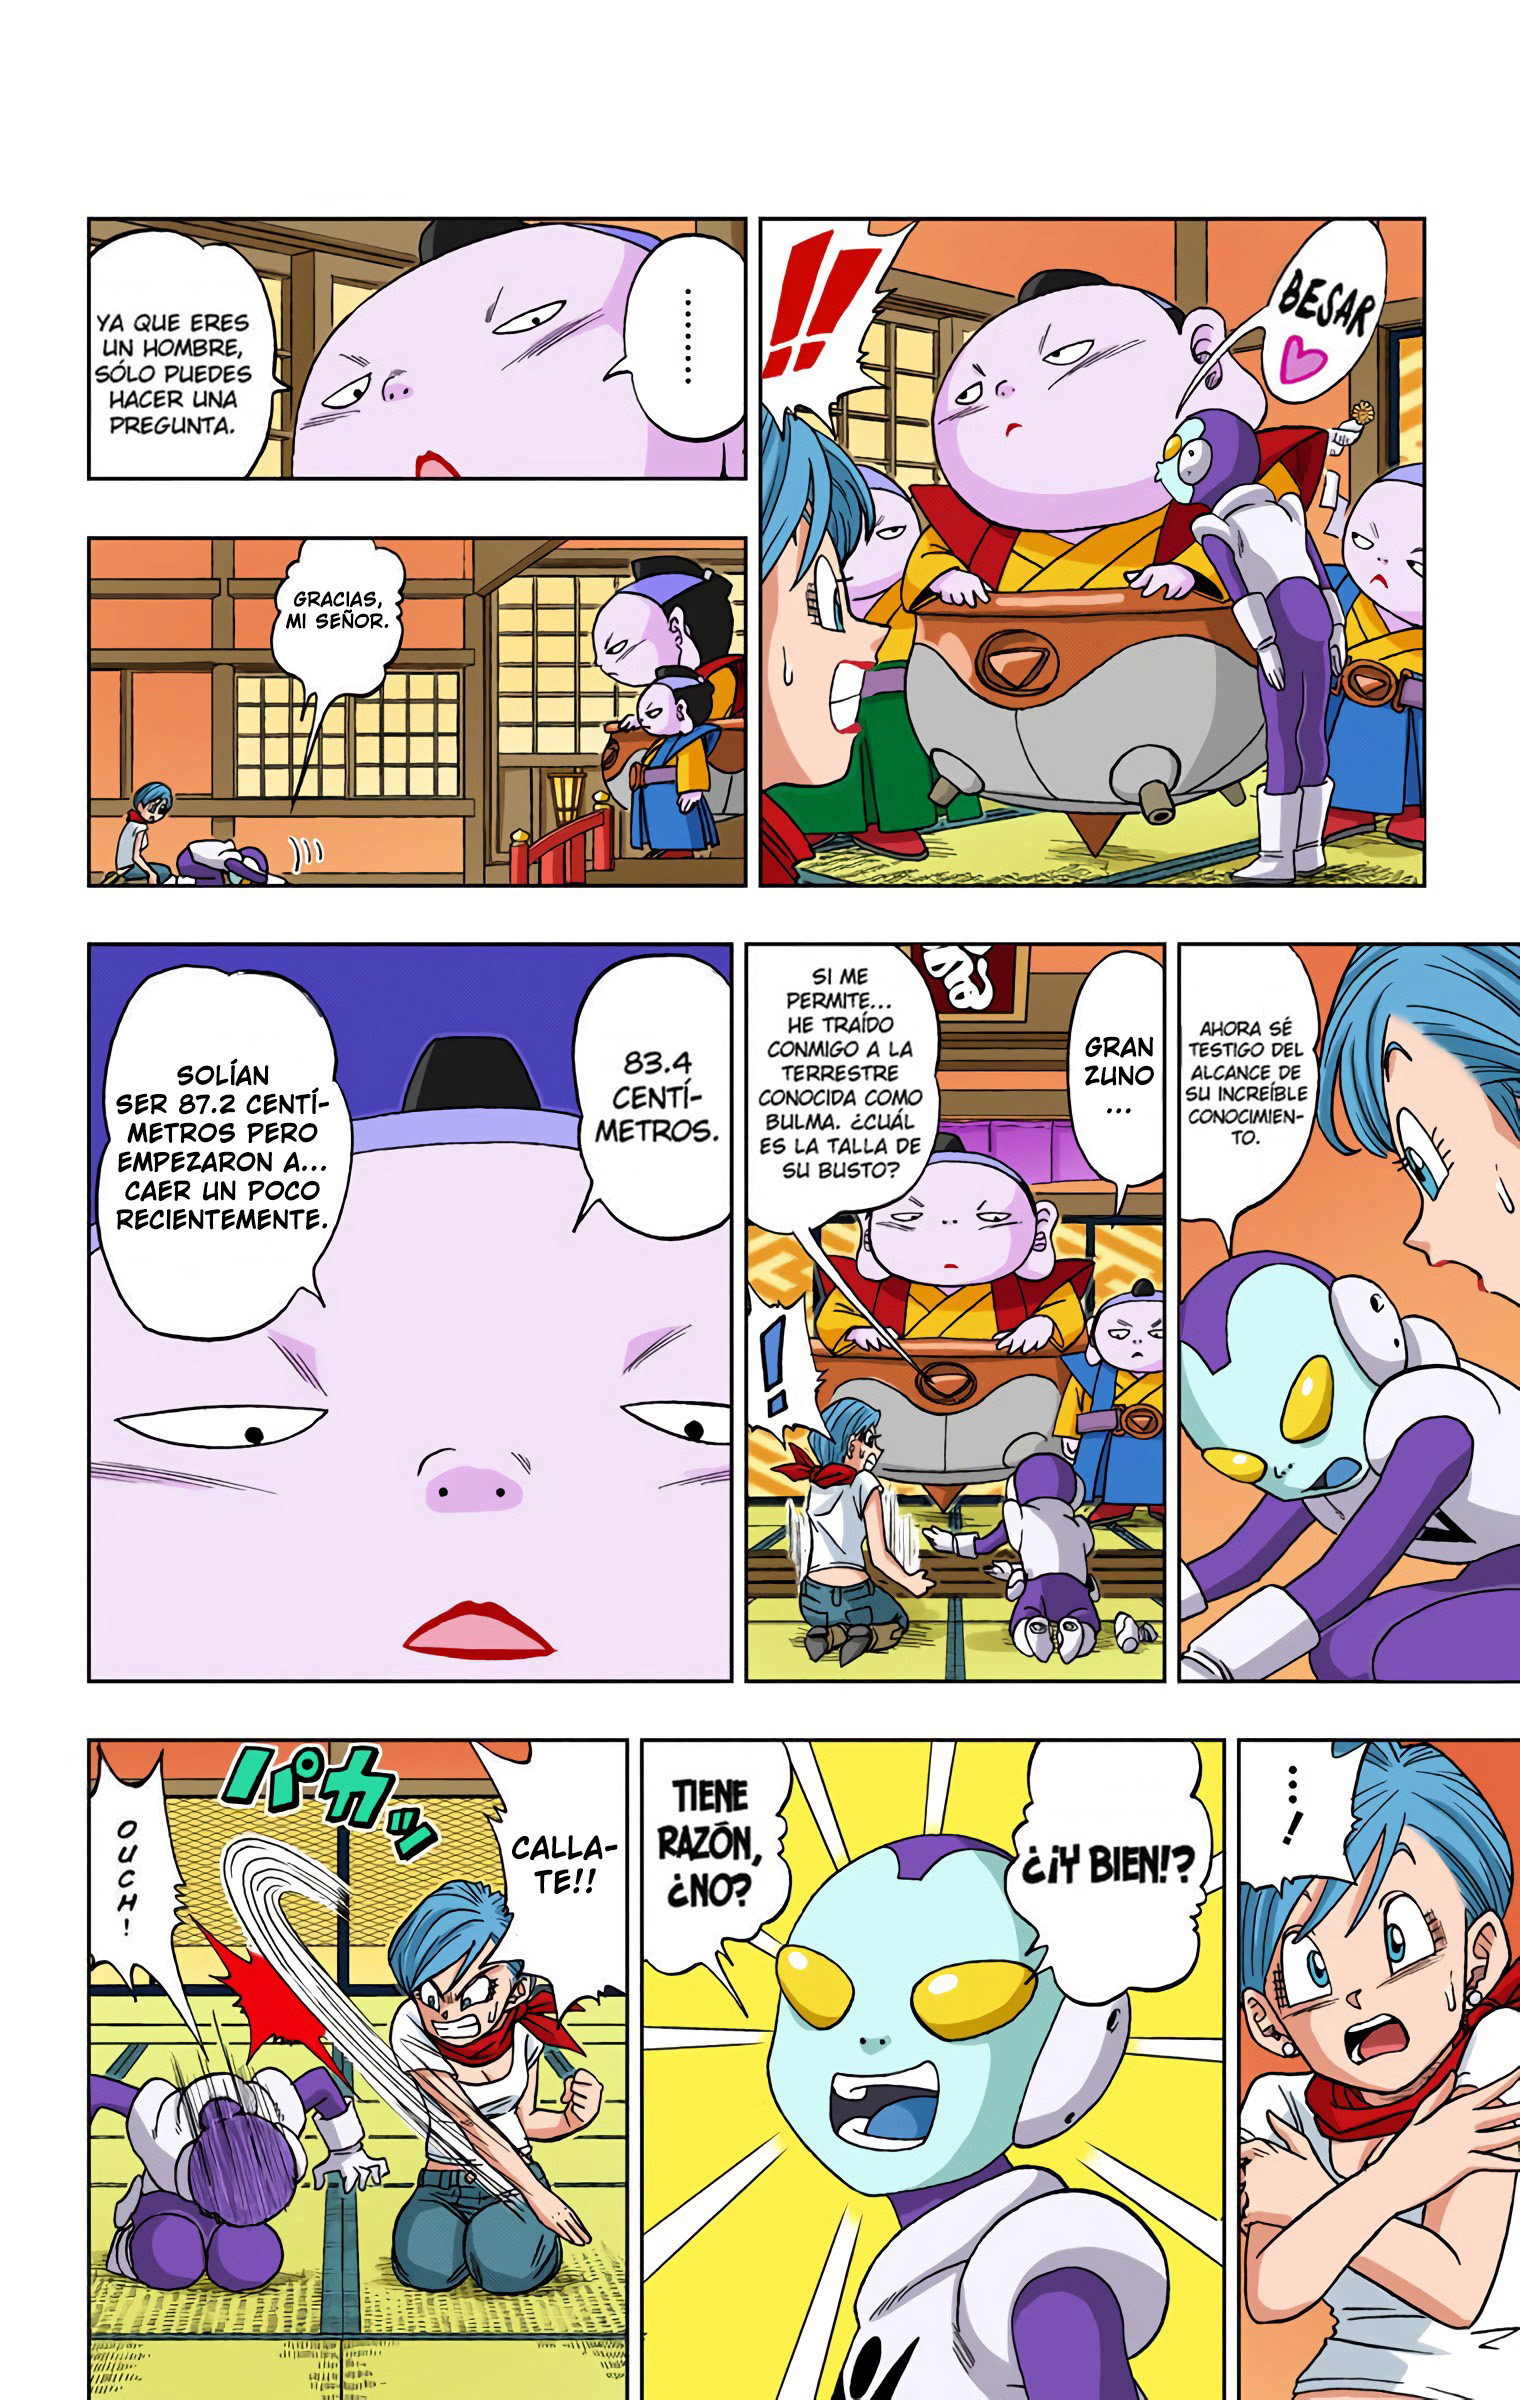 BESAR
!!
........
YA QUE ERES
UN HOMBRE,
SÓLO PUEDES
HACER UNA
PREGUNTA.
GRACIAS,
MI SEÑOR.
AHORA SÉ
TESTIGO DEL
ALCANCE DE
SU INCREÍBLE
CONOCIMIEN-
TO.
GRAN
ZUNO
...
SI ME
PERMITE...
HE TRAÍDO
CONMIGO A LA
TERRESTRE
CONOCIDA COMO
BULMA. ¿CUÁL
ES LA TALLA DE
SU BUSTO?
!
83.4
CENTÍ-
METROS.
SOLÍAN
SER 87.2 CENTÍ-
METROS PERO
EMPEZARON A...
CAER UN POCO
RECIENTEMENTE.
...!
¿¡Y BIEN!?
TIENE
RAZÓN,
¿NO?
CALLA-
TE!!
パカッ
OUCH!